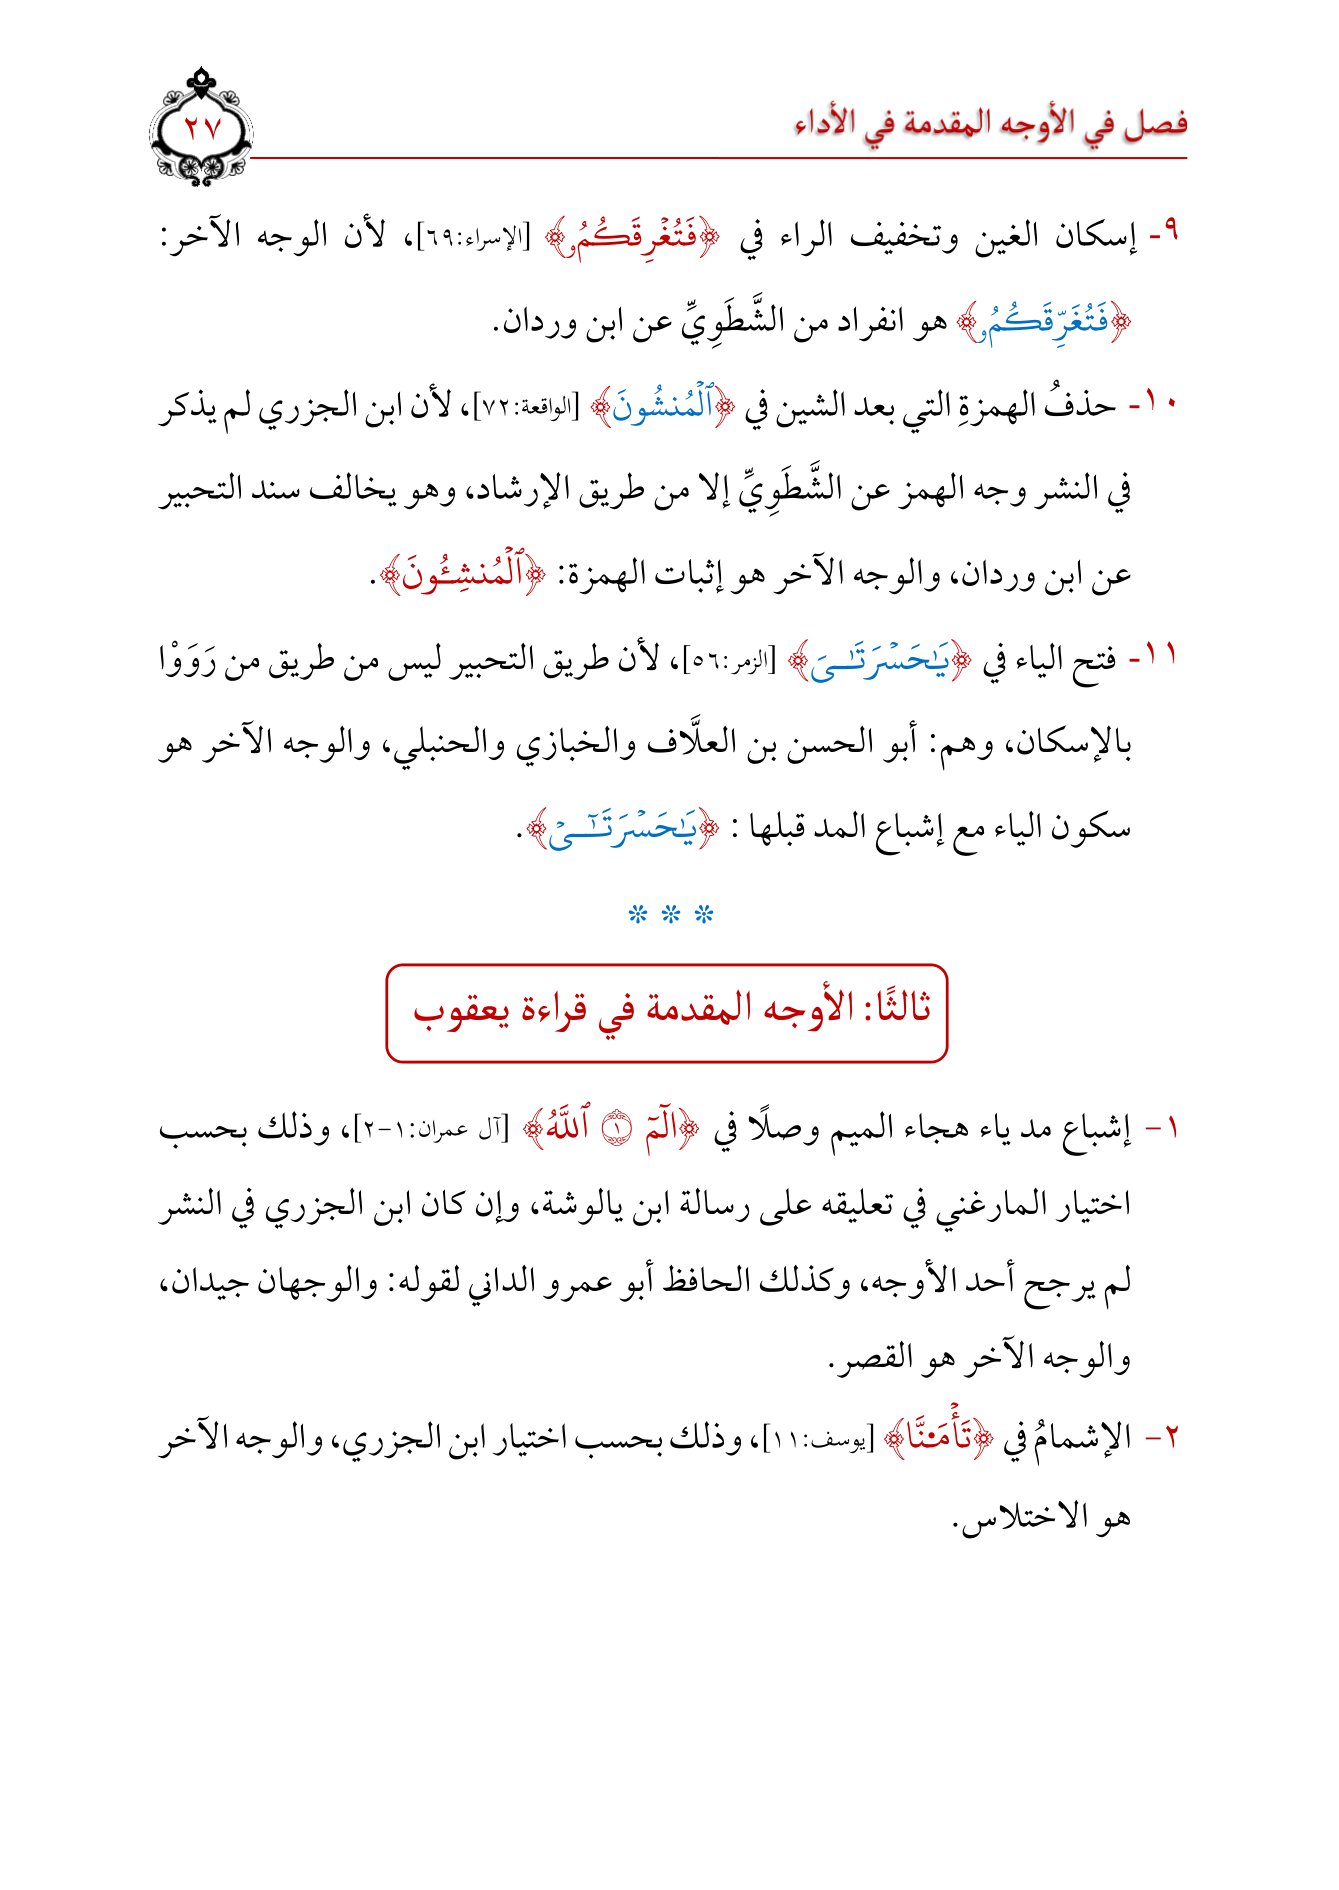 فصل في الأوجه المقدمة في الأداء
٢٧
٩- إسكان الغين وتخفيف الراء في ﴿فَتُغْرِقَكُمُۥ﴾ [الإسراء:٦٩]، لأن الوجه الآخر:
﴿فَتُغَرِّقَكُمُۥ﴾ هو انفراد من الشَّطَوِيِّ عن ابن وردان.
١٠- حذفُ الهمزةِ التي بعد الشين في ﴿ٱلۡمُنشُونَ﴾ [الواقعة:٧٢]، لأن ابن الجزري لم يذكر
في النشر وجه الهمز عن الشَّطَوِيِّ إلا من طريق الإرشاد، وهو يخالف سند التحبير
عن ابن وردان، والوجه الآخر هو إثبات الهمزة: ﴿ٱلۡمُنشِـُٔونَ﴾.
١١- فتح الياء في ﴿يَٰحَسۡرَتَٰىَ﴾ [الزمر:٥٦]، لأن طريق التحبير ليس من طريق من رَوَوْا
بالإسكان، وهم: أبو الحسن بن العلَّاف والخبازي والحنبلي، والوجه الآخر هو
سكون الياء مع إشباع المد قبلها : ﴿يَٰحَسۡرَتَٰٓىۡ﴾.
* * *
ثالثًا: الأوجه المقدمة في قراءة يعقوب
١- إشباع مد ياء هجاء الميم وصلًا في ﴿الٓمٓ ١ ٱللَّهُ﴾ [آل عمران:١-٢]، وذلك بحسب
اختيار المارغني في تعليقه على رسالة ابن يالوشة، وإن كان ابن الجزري في النشر
لم يرجح أحد الأوجه، وكذلك الحافظ أبو عمرو الداني لقوله: والوجهان جيدان،
والوجه الآخر هو القصر.
٢- الإشمامُ في ﴿تَأۡمَ۬نَّا﴾ [يوسف:١١]، وذلك بحسب اختيار ابن الجزري، والوجه الآخر
هو الاختلاس.